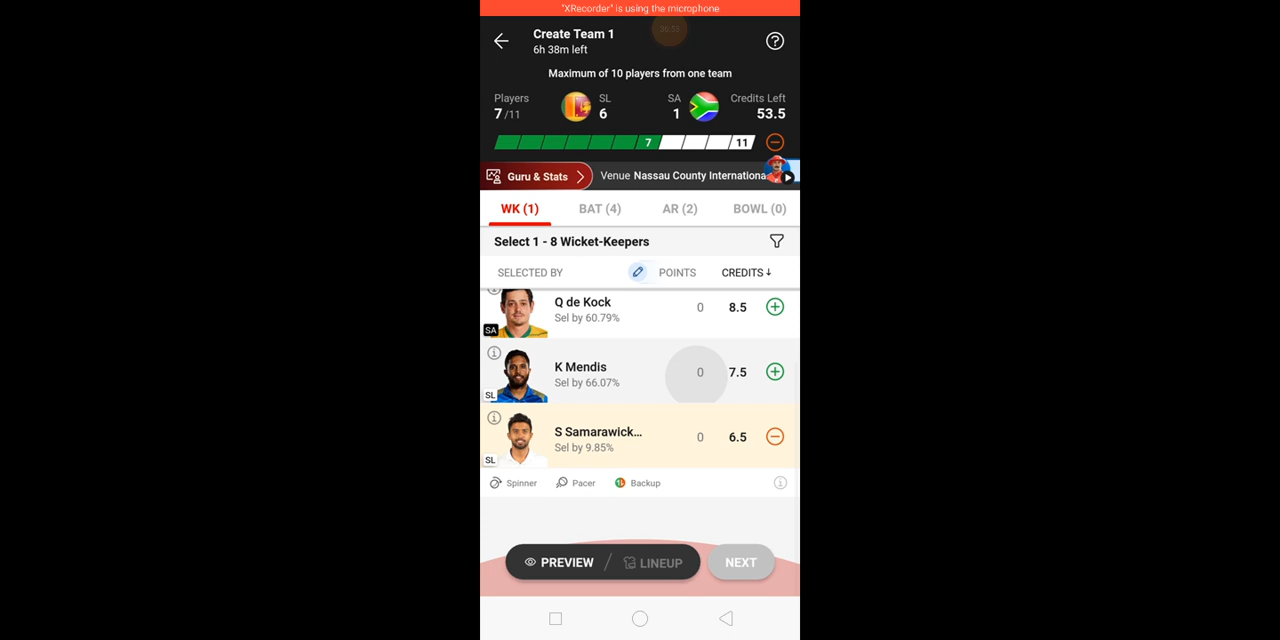 "XRecorder" is using the microphone
Create Team 1
6h 38m left
Maximum of 10 players from one team
Players
7/11
SL
6
SA
1
Credits Left
53.5
7
11
Guru & Stats
Venue Nassau County Internationa
WK (1)
BAT (4)
AR (2)
BOWL (0)
Select 1 - 8 Wicket-Keepers
SELECTED BY
POINTS
CREDITS↓
SA
Q de Kock
Sel by 60.79%
0
8.5
SL
K Mendis
Sel by 66.07%
0
7.5
SL
S Samarawick...
Sel by 9.85%
0
6.5
Spinner
Pacer
Backup
PREVIEW
LINEUP
NEXT